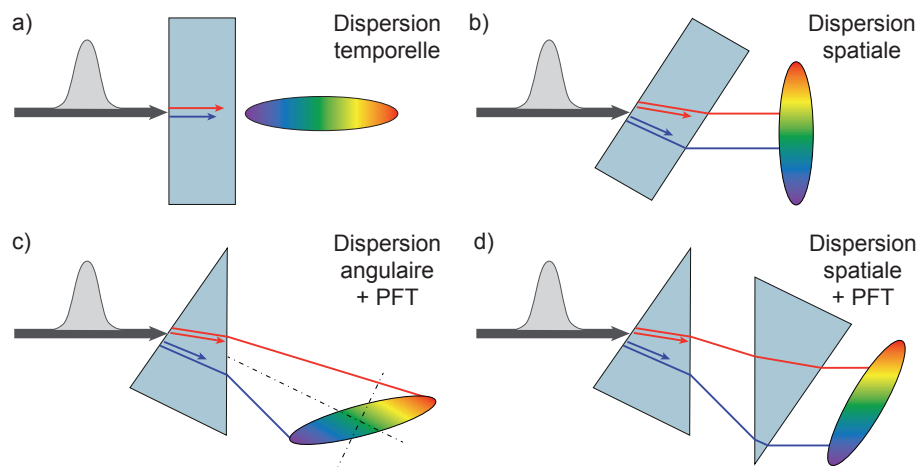 a)
Dispersion
temporelle
b)
Dispersion
spatiale
c)
Dispersion
angulaire
+ PFT
d)
Dispersion
spatiale
+ PFT